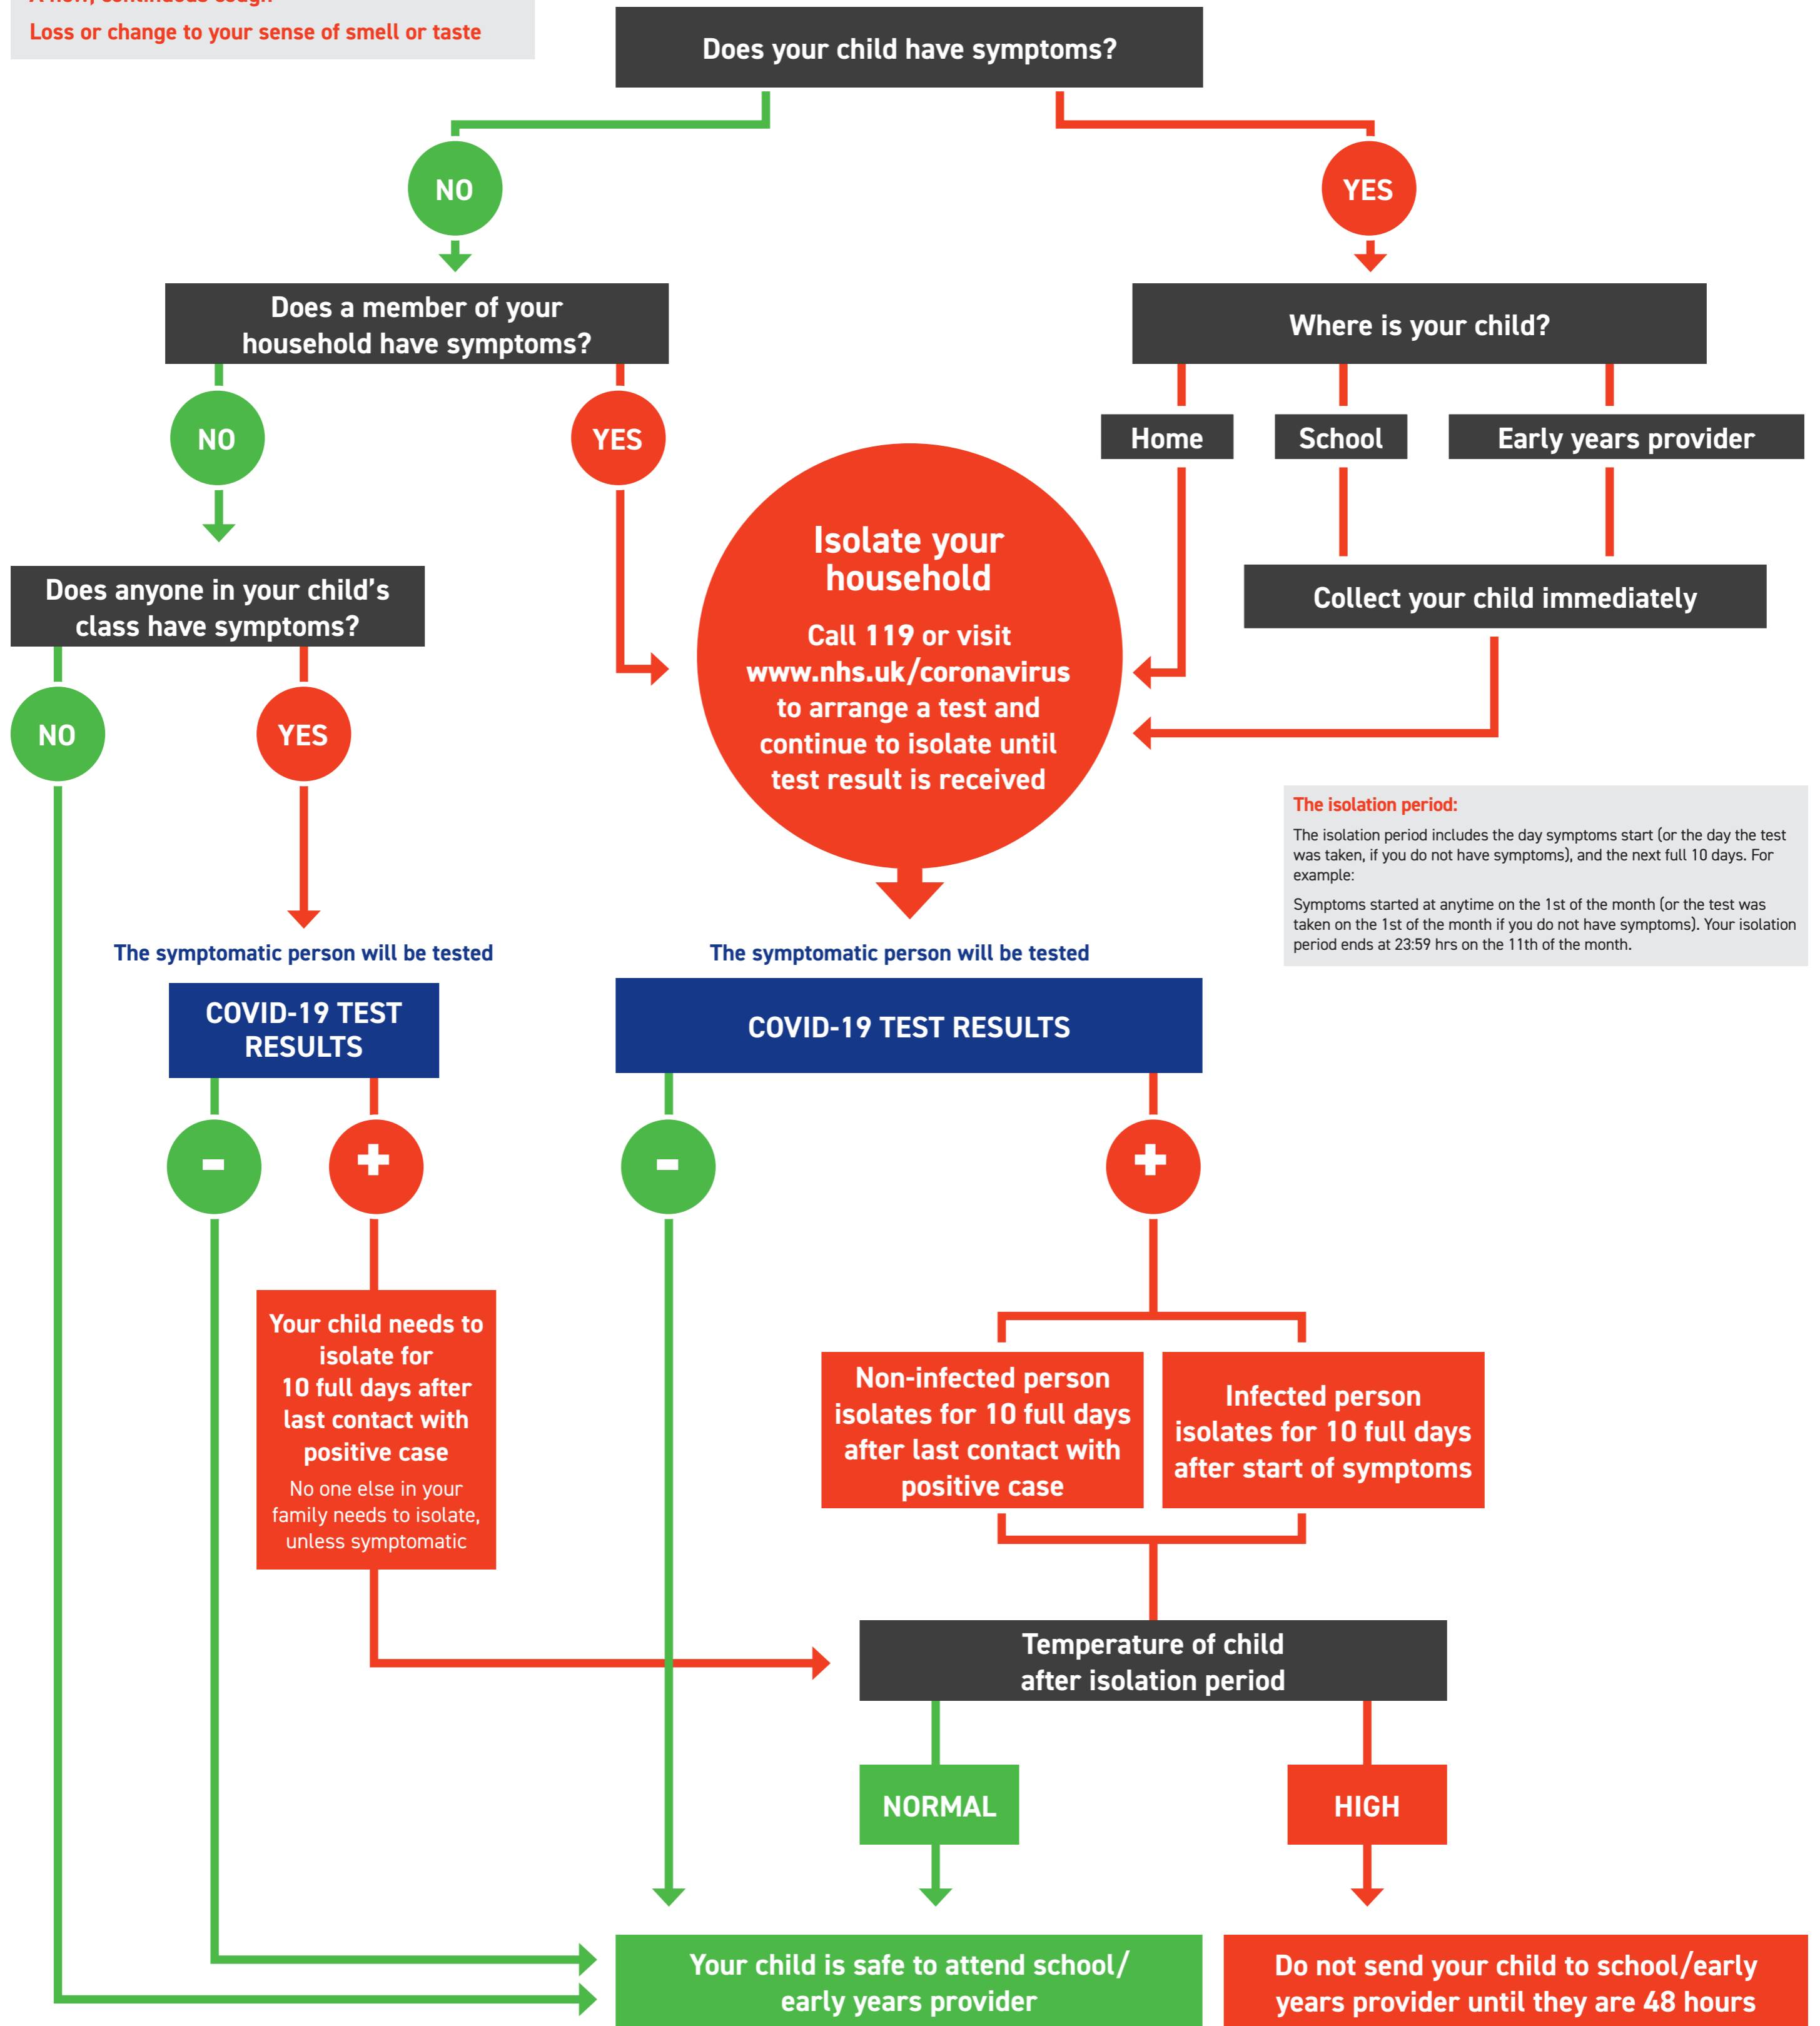 Loss or change to your sense of smell or taste
Does your child have symptoms?
NO
YES
Does a member of your
household have symptoms?
Where is your child?
NO
YES
Home
School
Early years provider
Isolate your
household
Call 119 or visit
www.nhs.uk/coronavirus
to arrange a test and
continue to isolate until
test result is received
Collect your child immediately
Does anyone in your child's
class have symptoms?
NO
YES
The isolation period:
The isolation period includes the day symptoms start (or the day the test
was taken, if you do not have symptoms), and the next full 10 days. For
example:
Symptoms started at anytime on the 1st of the month (or the test was
taken on the 1st of the month if you do not have symptoms). Your isolation
period ends at 23:59 hrs on the 11th of the month.
The symptomatic person will be tested
The symptomatic person will be tested
COVID-19 TEST
RESULTS
COVID-19 TEST RESULTS
-
+
-
+
Your child needs to
isolate for
10 full days after
last contact with
positive case
No one else in your
family needs to isolate,
unless symptomatic
Non-infected person
isolates for 10 full days
after last contact with
positive case
Infected person
isolates for 10 full days
after start of symptoms
Temperature of child
after isolation period
NORMAL
HIGH
Your child is safe to attend school/
early years provider
Do not send your child to school/early
years provider until they are 48 hours